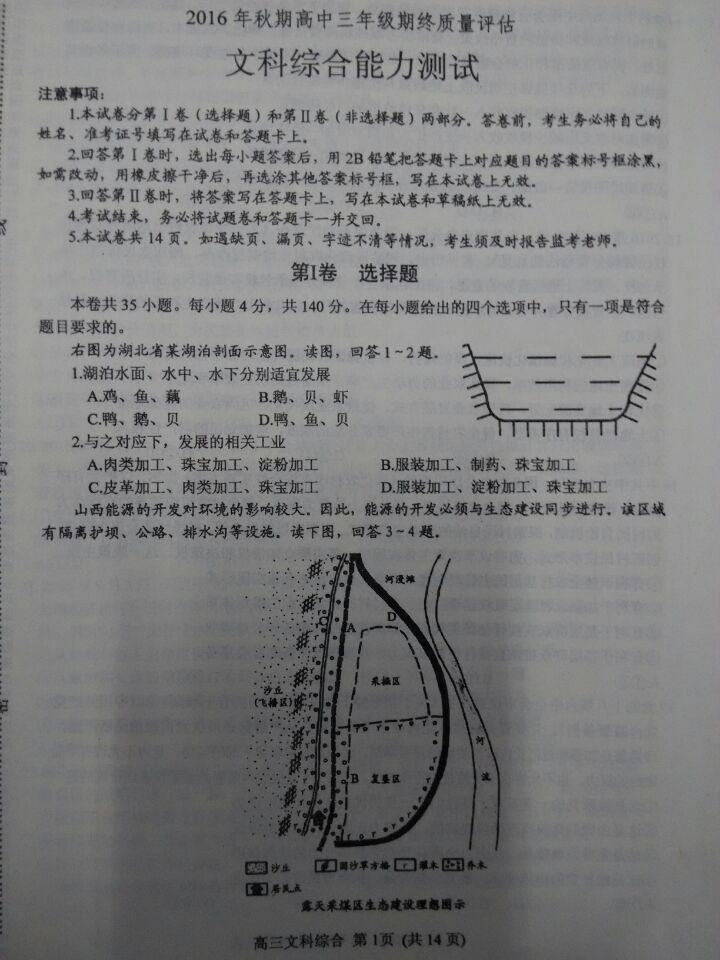 2016年秋期高中三年级期终质量评估
文科综合能力测试
注意事项:
1.本试卷分第Ⅰ卷(选择题)和第Ⅱ卷(非选择题)两部分。答卷前，考生务必将自己的
姓名、准考证号填写在试卷和答题卡上。
2.回答第Ⅰ卷时，选出每小题答案后，用2B铅笔把答题卡上对应题目的答案标号框涂黑，
如需改动，用橡皮擦干净后，再选涂其他答案标号框，写在本试卷上无效。
3.回答第Ⅱ卷时，将答案写在答题卡上，写在本试卷和草稿纸上无效。
4.考试结束，务必将试题卷和答题卡一并交回。
5.本试卷共14页。如遇缺页、漏页、字迹不清等情况，考生须及时报告监考老师。
第Ⅰ卷 选择题
本卷共35小题。每小题4分，共140分。在每小题给出的四个选项中，只有一项是符合
题目要求的。
右图为湖北省某湖泊剖面示意图。读图，回答1~2题。
1.湖泊水面、水中、水下分别适宜发展
A.鸡、鱼、藕 B.鹅、贝、虾
C.鸭、鹅、贝 D.鸭、鱼、贝
2.与之对应下，发展的相关工业
A.肉类加工、珠宝加工、淀粉加工 B.服装加工、制药、珠宝加工
C.皮革加工、肉类加工、珠宝加工 D.服装加工、淀粉加工、珠宝加工
山西能源的开发对环境的影响较大。因此，能源的开发必须与生态建设同步进行。该区域
有隔离护坝、公路、排水沟等设施。读下图，回答3~4题。
河漫滩
C A D
采掘区
沙丘
(飞播区)
河
流
B 复垦区
沙丘 固沙草方格 灌木 乔木
居民点
露天采煤区生态建设理想图示
高三文科综合 第1页 (共14页)